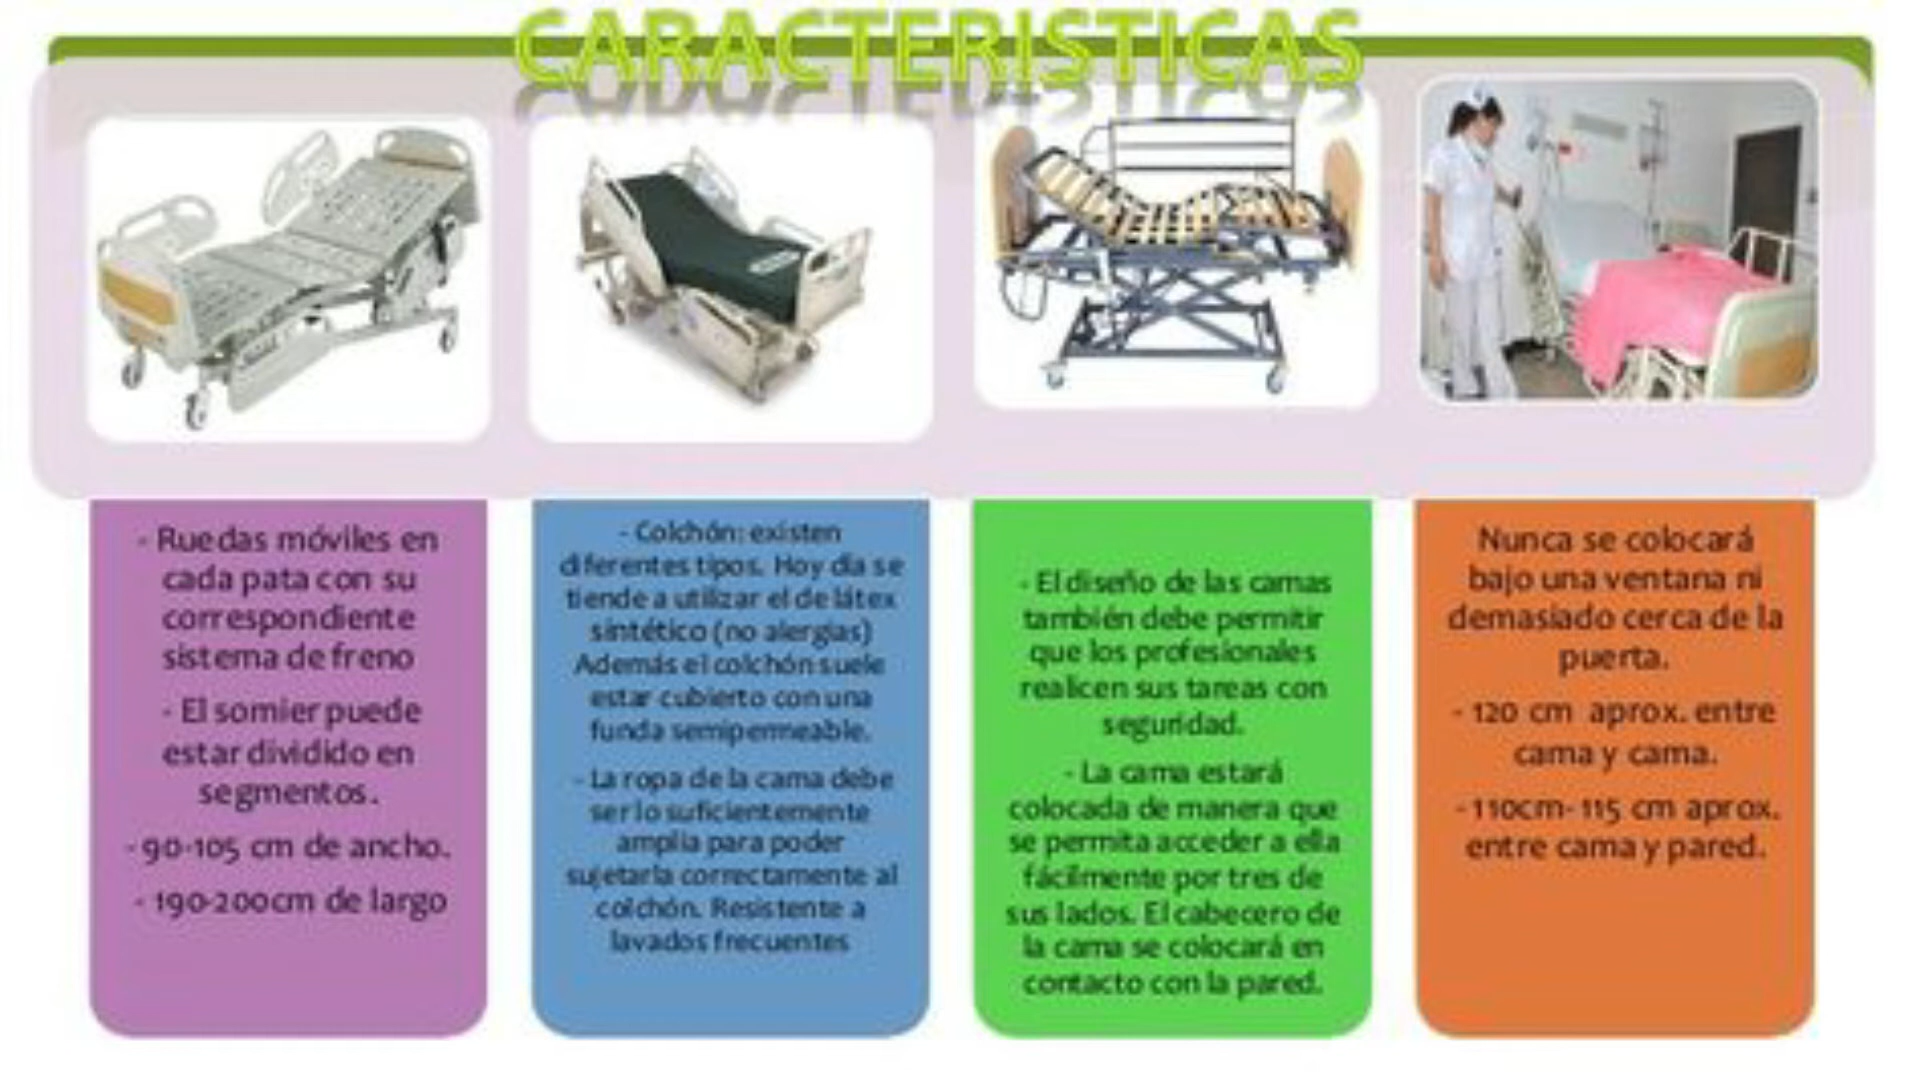 CARACTERISTICAS
- Ruedas móviles en
cada pata con su
correspondiente
sistema de freno
- El somier puede
estar dividido en
segmentos.
- 90-105 cm de ancho.
- 190-200cm de largo
- Colchón: existen
diferentes tipos. Hoy día se
tiende a utilizar el de látex
sintético (no alergias)
Además el colchón suele
estar cubierto con una
funda semipermeable.
- La ropa de la cama debe
ser lo suficientemente
amplia para poder
sujetarla correctamente al
colchón. Resistente a
lavados frecuentes
- El diseño de las camas
también debe permitir
que los profesionales
realicen sus tareas con
seguridad.
- La cama estará
colocada de manera que
se permita acceder a ella
fácilmente por tres de
sus lados. El cabecero de
la cama se colocará en
contacto con la pared.
Nunca se colocará
bajo una ventana ni
demasiado cerca de la
puerta.
- 120 cm aprox. entre
cama y cama.
- 110cm- 115 cm aprox.
entre cama y pared.